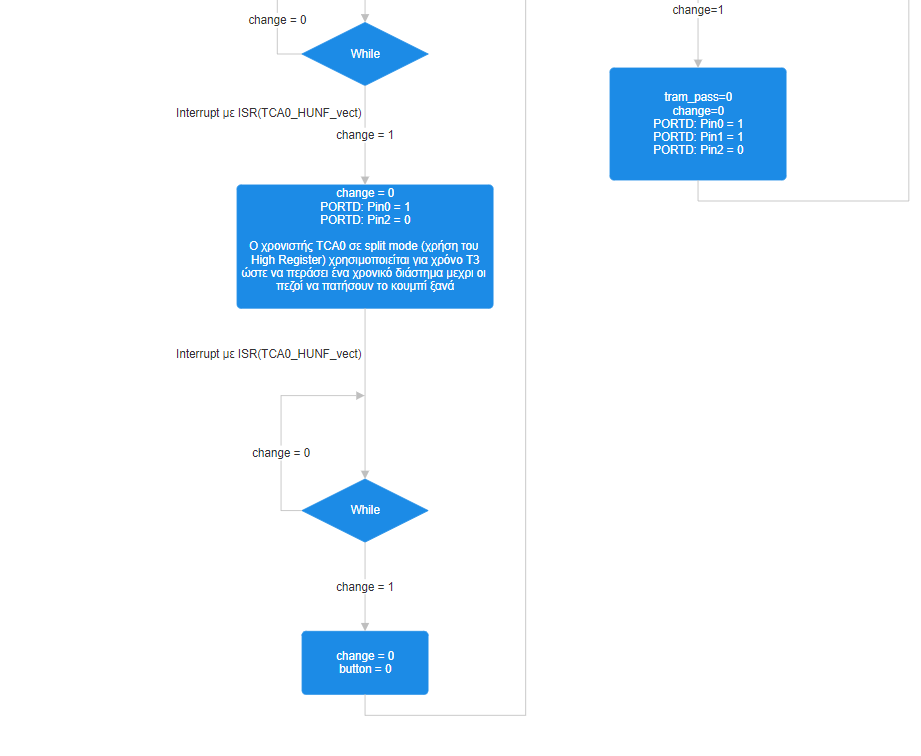 change = 0
While
Interrupt με ISR(TCA0_HUNF_vect)
change = 1
change = 0
PORTD: Pin0 = 1
PORTD: Pin2 = 0
Ο χρονιστής TCA0 σε split mode (χρήση του
High Register) χρησιμοποιείται για χρόνο T3
ώστε να περάσει ένα χρονικό διάστημα μεχρι οι
πεζοί να πατήσουν το κουμπί ξανά
Interrupt με ISR(TCA0_HUNF_vect)
change = 0
While
change = 1
change = 0
button = 0
change=1
tram_pass=0
change=0
PORTD: Pin0 = 1
PORTD: Pin1 = 1
PORTD: Pin2 = 0